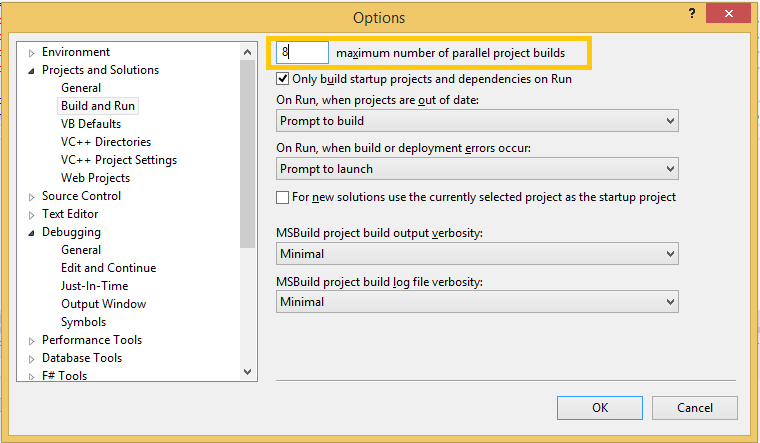 Options
?
Environment
Projects and Solutions
General
Build and Run
VB Defaults
VC++ Directories
VC++ Project Settings
Web Projects
Source Control
Text Editor
Debugging
General
Edit and Continue
Just-In-Time
Output Window
Symbols
Performance Tools
Database Tools
F# Tools
8 maximum number of parallel project builds
Only build startup projects and dependencies on Run
On Run, when projects are out of date:
Prompt to build
On Run, when build or deployment errors occur:
Prompt to launch
For new solutions use the currently selected project as the startup project
MSBuild project build output verbosity:
Minimal
MSBuild project build log file verbosity:
Minimal
OK
Cancel